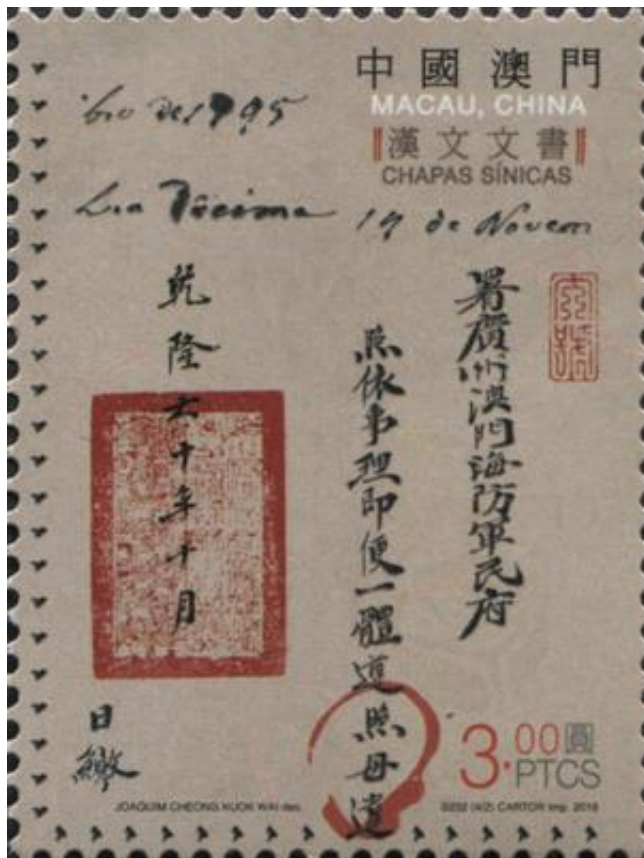 中國澳門
MACAU, CHINA
漢文文書
CHAPAS SÍNICAS
17 de Novem
署廣州澳門海防軍民府
照依事理即便一體遵照毋違
乾隆六十年十月
日繳
3.00圓
PTCS
JOAQUIM CHEONG KUOK WAI des. S252 (4/2) CARTOR imp. 2018